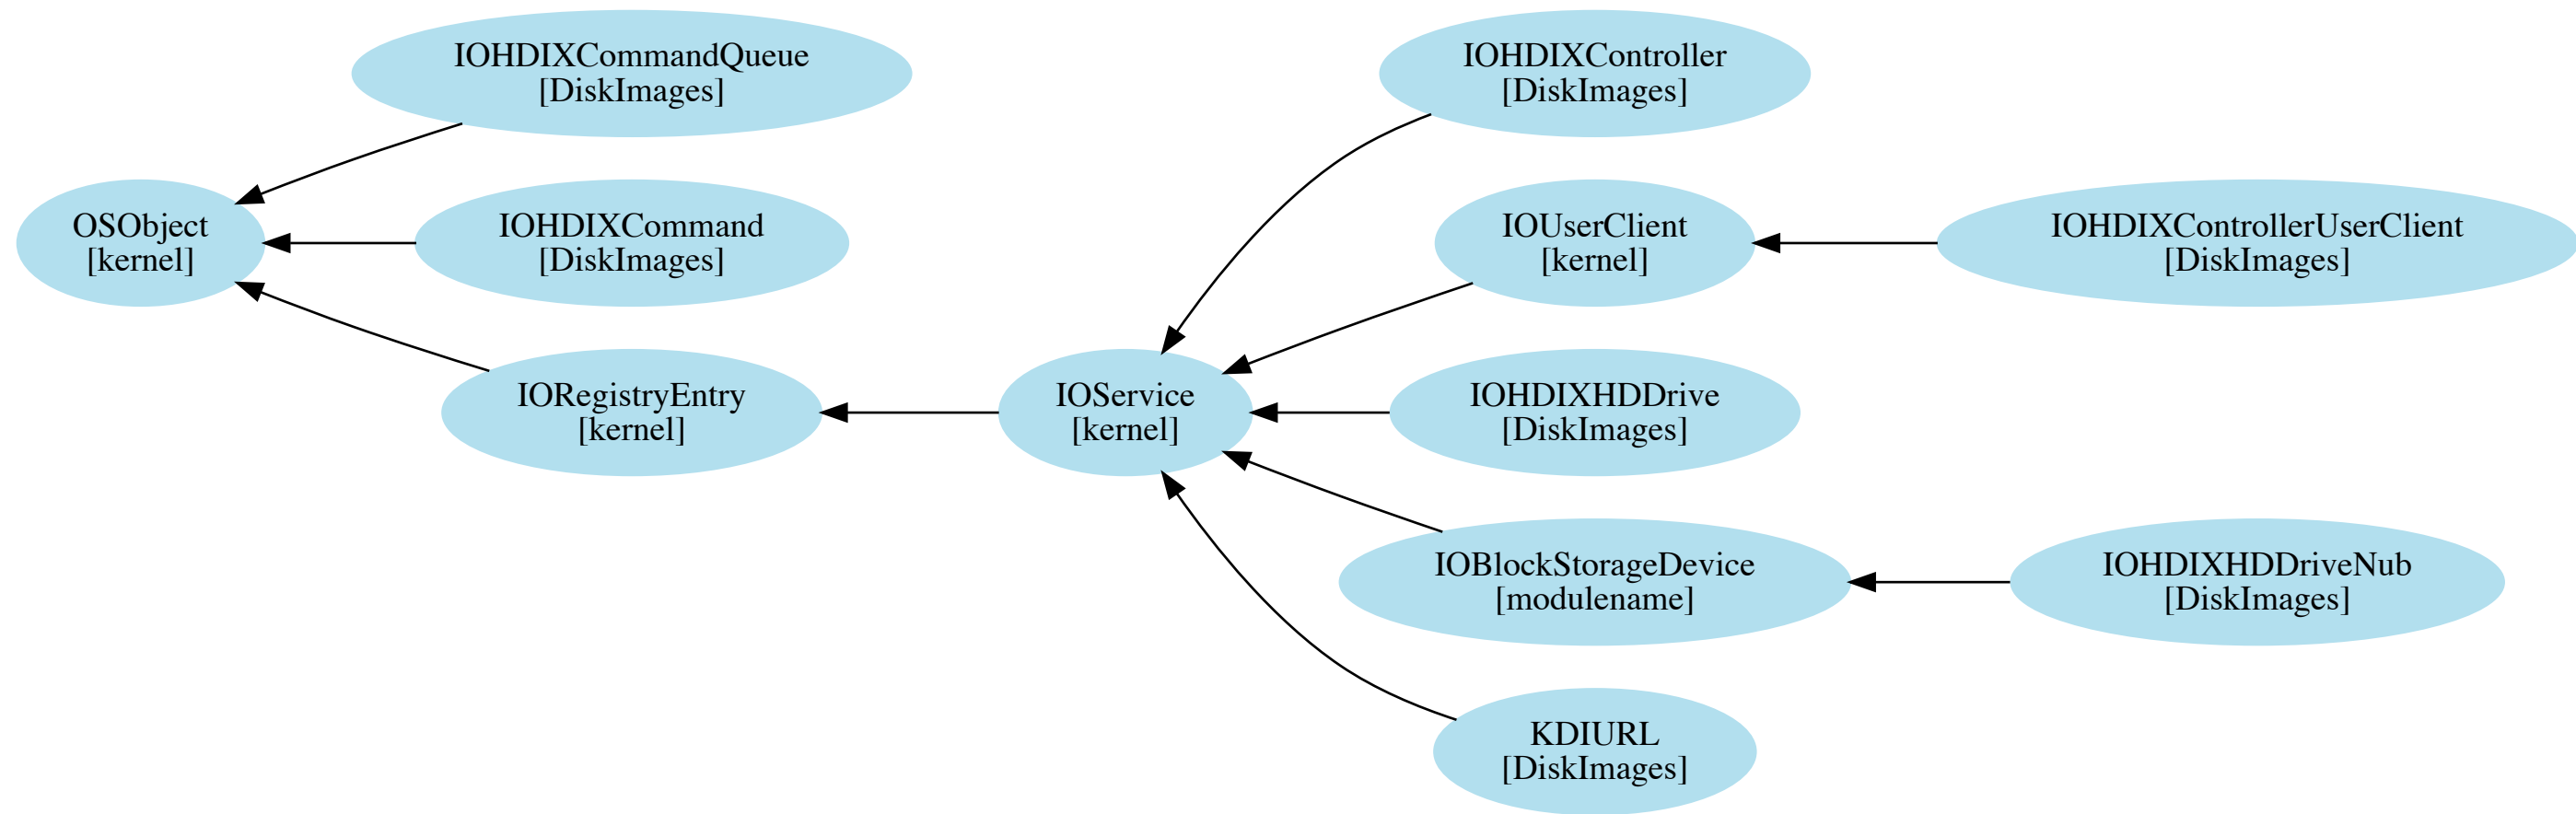 IOHDIXCommandQueue
[DiskImages]
IOHDIXController
[DiskImages]
OSObject
[kernel]
IOHDIXCommand
[DiskImages]
IOUserClient
[kernel]
IOHDIXControllerUserClient
[DiskImages]
IORegistryEntry
[kernel]
IOService
[kernel]
IOHDIXHDDrive
[DiskImages]
IOBlockStorageDevice
[modulename]
IOHDIXHDDriveNub
[DiskImages]
KDIURL
[DiskImages]